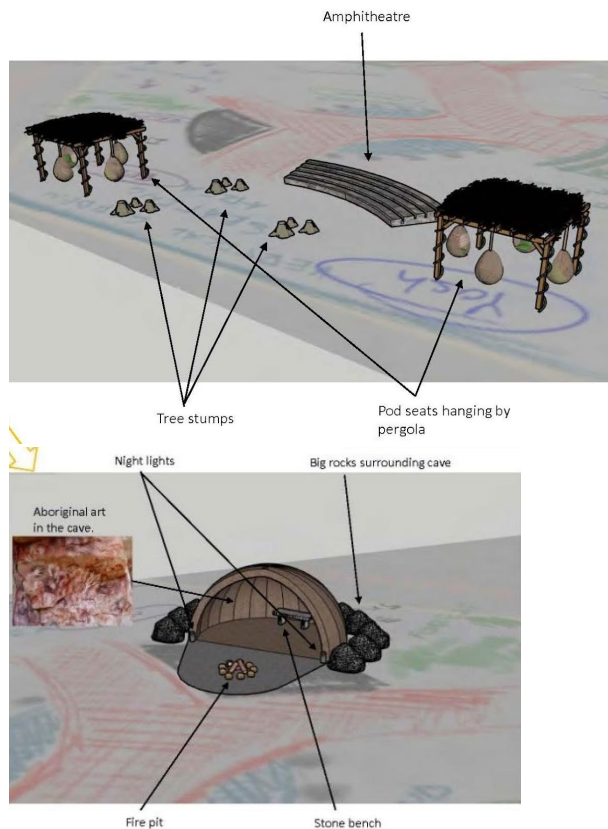 Amphitheatre
Yosh
Tree stumps
Pod seats hanging by
pergola
Night lights
Big rocks surrounding cave
Aboriginal art
in the cave.
Fire pit
Stone bench